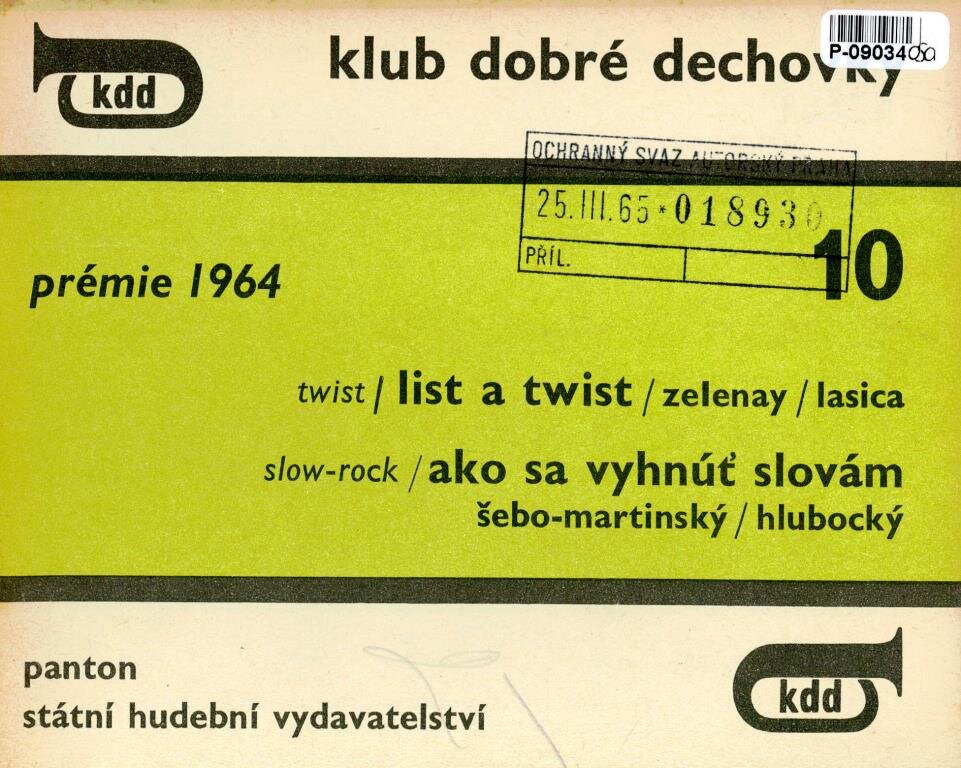 kdd
klub dobré dechovky
P-09034
OCHRANNÝ SVAZ AUTORSKÝ PRAHA
25.III.65 * 018930
PŘÍL.
10
prémie 1964
twist / list a twist / zelenay / lasica
slow-rock / ako sa vyhnúť slovám
šebo-martinský / hlubocký
panton
státní hudební vydavatelství
kdd